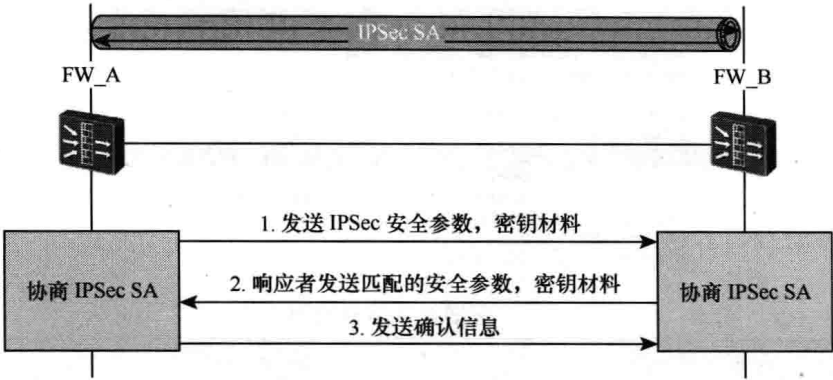 IPSec SA
FW_A
FW_B
1. 发送 IPSec 安全参数，密钥材料
协商 IPSec SA
2. 响应者发送匹配的安全参数，密钥材料
协商 IPSec SA
3. 发送确认信息